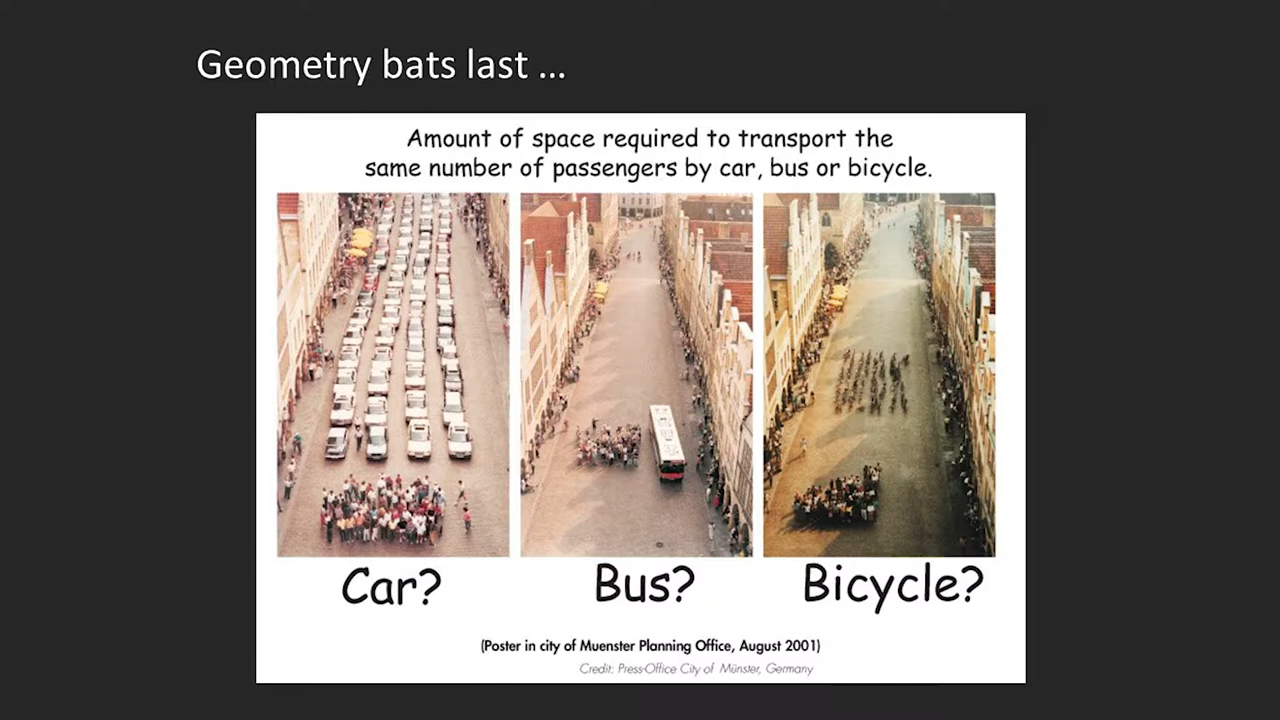 Geometry bats last ...
Amount of space required to transport the
same number of passengers by car, bus or bicycle.
Car?
Bus?
Bicycle?
(Poster in city of Muenster Planning Office, August 2001)
Credit: Press-Office City of Münster, Germany